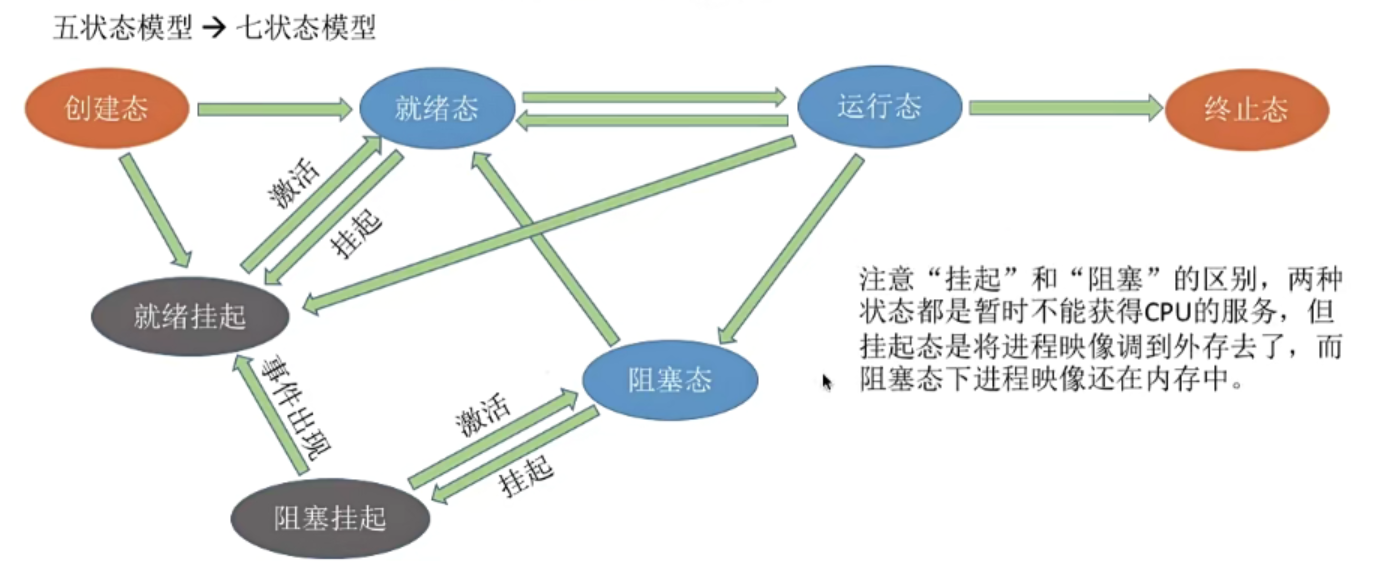 五状态模型 → 七状态模型
创建态
就绪态
运行态
终止态
激活
挂起
就绪挂起
注意“挂起”和“阻塞”的区别，两种
状态都是暂时不能获得CPU的服务，但
挂起态是将进程映像调到外存去了，而
阻塞态下进程映像还在内存中。
事件出现
阻塞态
激活
挂起
阻塞挂起